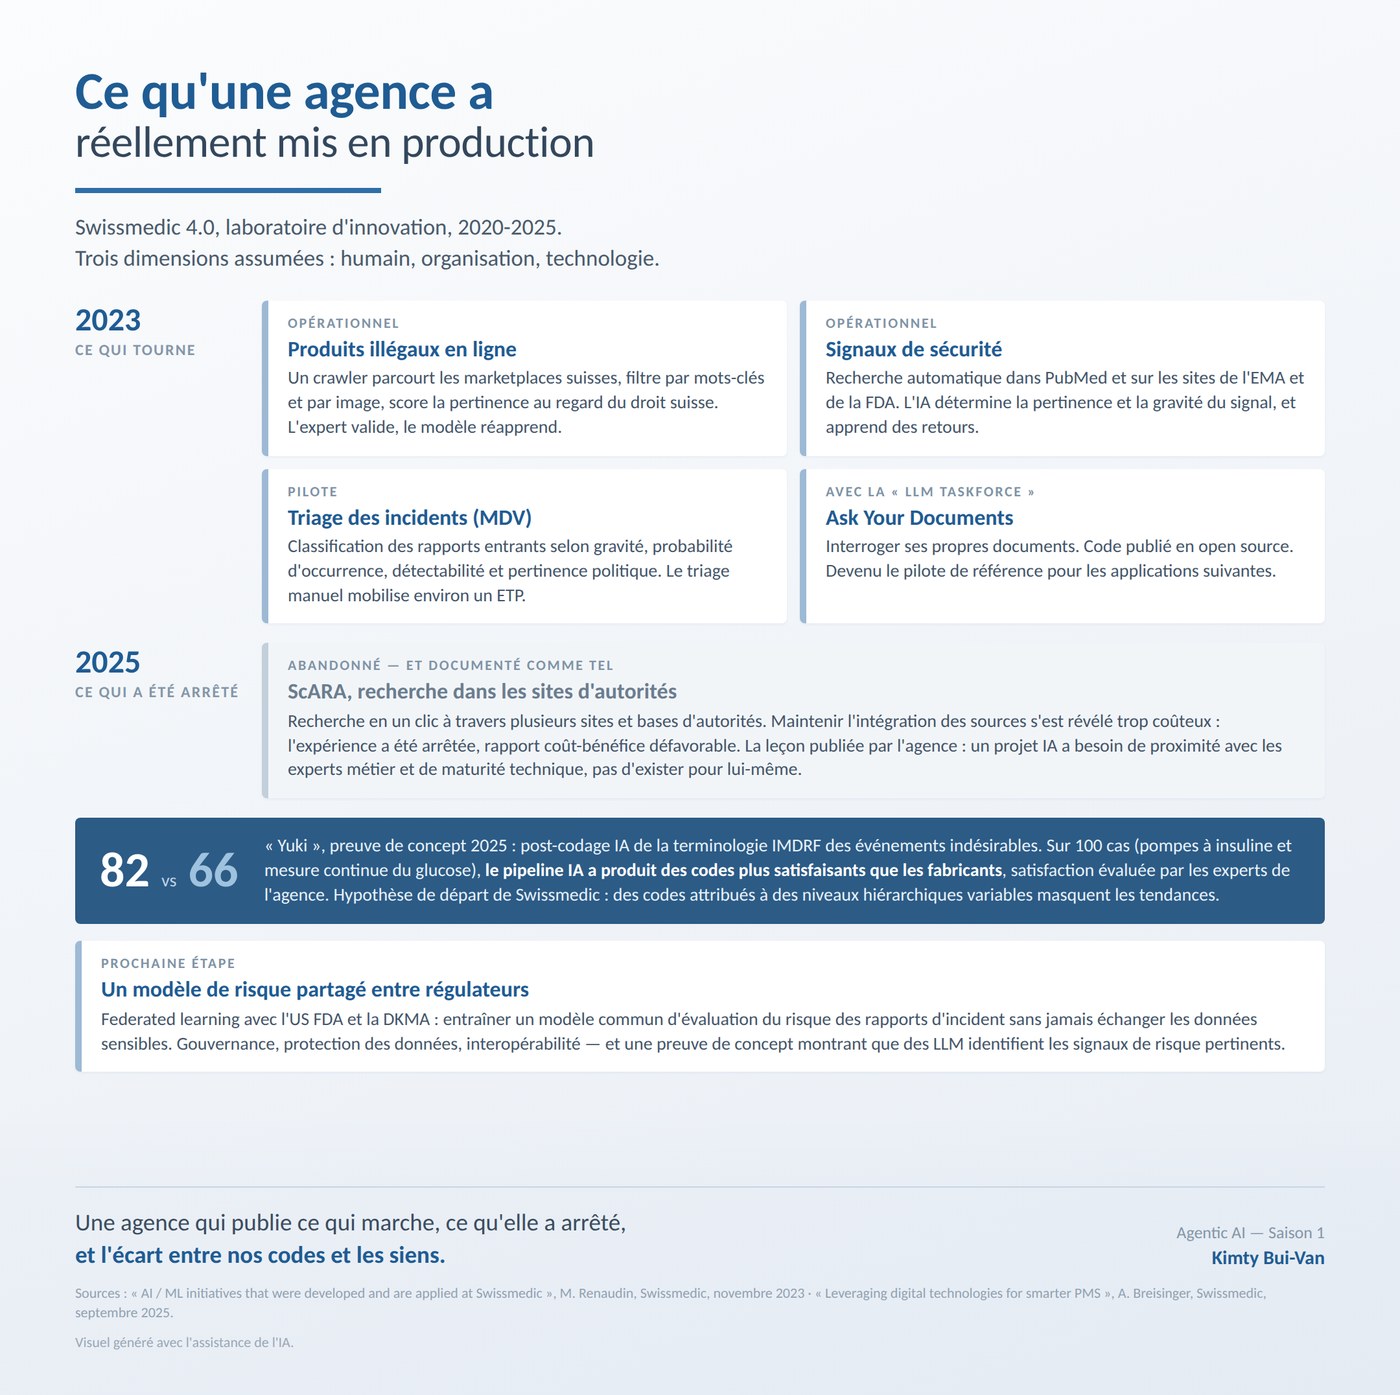 Ce qu'une agence a
réellement mis en production
Swissmedic 4.0, laboratoire d'innovation, 2020-2025.
Trois dimensions assumées : humain, organisation, technologie.
2023
CE QUI TOURNE
OPÉRATIONNEL
Produits illégaux en ligne
Un crawler parcourt les marketplaces suisses, filtre par mots-clés
et par image, score la pertinence au regard du droit suisse.
L'expert valide, le modèle réapprend.
OPÉRATIONNEL
Signaux de sécurité
Recherche automatique dans PubMed et sur les sites de l'EMA et
de la FDA. L'IA détermine la pertinence et la gravité du signal, et
apprend des retours.
PILOTE
Triage des incidents (MDV)
Classification des rapports entrants selon gravité, probabilité
d'occurrence, détectabilité et pertinence politique. Le triage
manuel mobilise environ un ETP.
AVEC LA « LLM TASKFORCE »
Ask Your Documents
Interroger ses propres documents. Code publié en open source.
Devenu le pilote de référence pour les applications suivantes.
2025
CE QUI A ÉTÉ ARRÊTÉ
ABANDONNÉ — ET DOCUMENTÉ COMME TEL
ScARA, recherche dans les sites d'autorités
Recherche en un clic à travers plusieurs sites et bases d'autorités. Maintenir l'intégration des sources s'est révélé trop coûteux :
l'expérience a été arrêtée, rapport coût-bénéfice défavorable. La leçon publiée par l'agence : un projet IA a besoin de proximité avec les
experts métier et de maturité technique, pas d'exister pour lui-même.
82 vs 66
« Yuki », preuve de concept 2025 : post-codage IA de la terminologie IMDRF des événements indésirables. Sur 100 cas (pompes à insuline et
mesure continue du glucose), le pipeline IA a produit des codes plus satisfaisants que les fabricants, satisfaction évaluée par les experts de
l'agence. Hypothèse de départ de Swissmedic : des codes attribués à des niveaux hiérarchiques variables masquent les tendances.
PROCHAINE ÉTAPE
Un modèle de risque partagé entre régulateurs
Federated learning avec l'US FDA et la DKMA : entraîner un modèle commun d'évaluation du risque des rapports d'incident sans jamais échanger les données
sensibles. Gouvernance, protection des données, interopérabilité — et une preuve de concept montrant que des LLM identifient les signaux de risque pertinents.
Une agence qui publie ce qui marche, ce qu'elle a arrêté,
et l'écart entre nos codes et les siens.
Agentic AI — Saison 1
Kimty Bui-Van
Sources : « AI / ML initiatives that were developed and are applied at Swissmedic », M. Renaudin, Swissmedic, novembre 2023 · « Leveraging digital technologies for smarter PMS », A. Breisinger, Swissmedic,
septembre 2025.
Visuel généré avec l'assistance de l'IA.